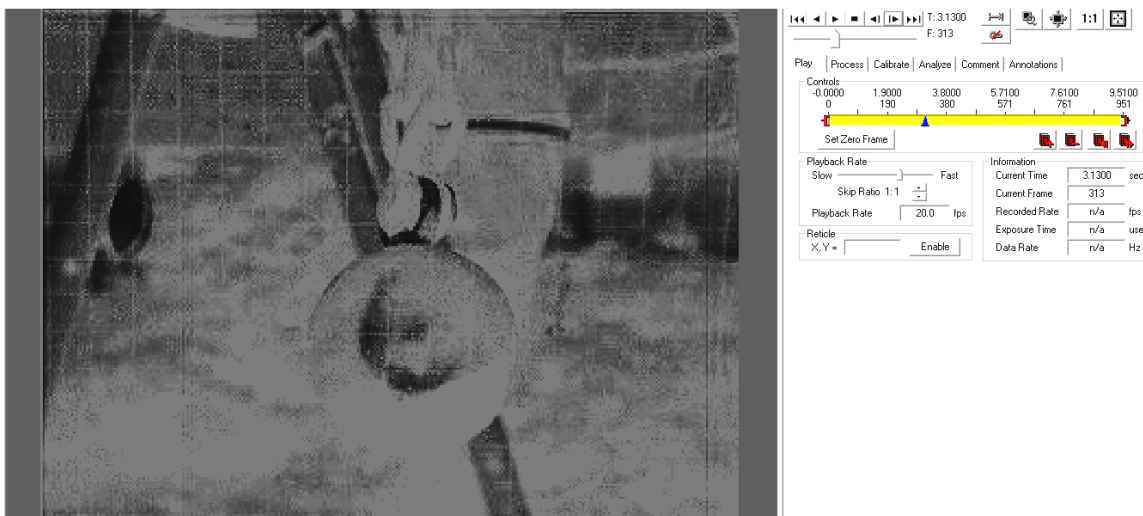 T: 3.1300
F: 313
1:1
Play Process Calibrate Analyze Comment Annotations
Controls
-0.0000 1.9000 3.8000 5.7100 7.6100 9.5100
0 190 380 571 761 951
Set Zero Frame
Playback Rate
Slow Fast
Skip Ratio 1: 1
Playback Rate 20.0 fps
Reticle
X, Y = Enable
Information
Current Time 3.1300 sec
Current Frame 313
Recorded Rate n/a fps
Exposure Time n/a use
Data Rate n/a Hz